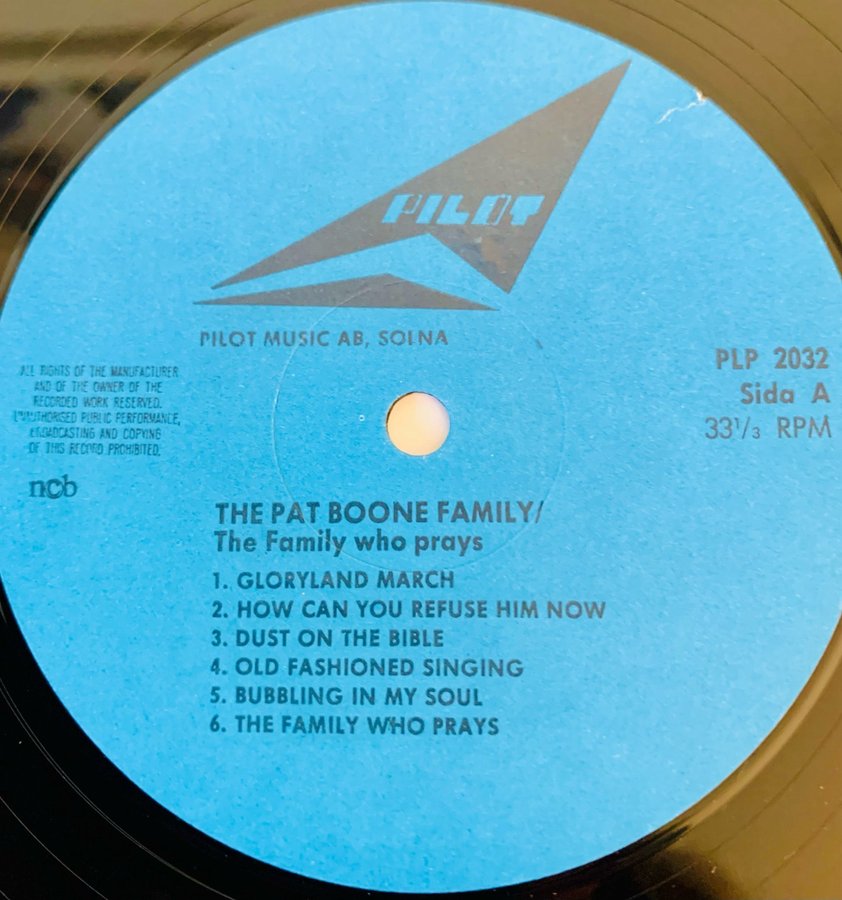 PILOT
PILOT MUSIC AB, SOLNA
ALL RIGHTS OF THE MANUFACTURER
AND OF THE OWNER OF THE
RECORDED WORK RESERVED.
UNAUTHORISED PUBLIC PERFORMANCE,
BROADCASTING AND COPYING
OF THIS RECORD PROHIBITED.
ncb
PLP 2032
Sida A
33 1/3 RPM
THE PAT BOONE FAMILY/
The Family who prays
1. GLORYLAND MARCH
2. HOW CAN YOU REFUSE HIM NOW
3. DUST ON THE BIBLE
4. OLD FASHIONED SINGING
5. BUBBLING IN MY SOUL
6. THE FAMILY WHO PRAYS